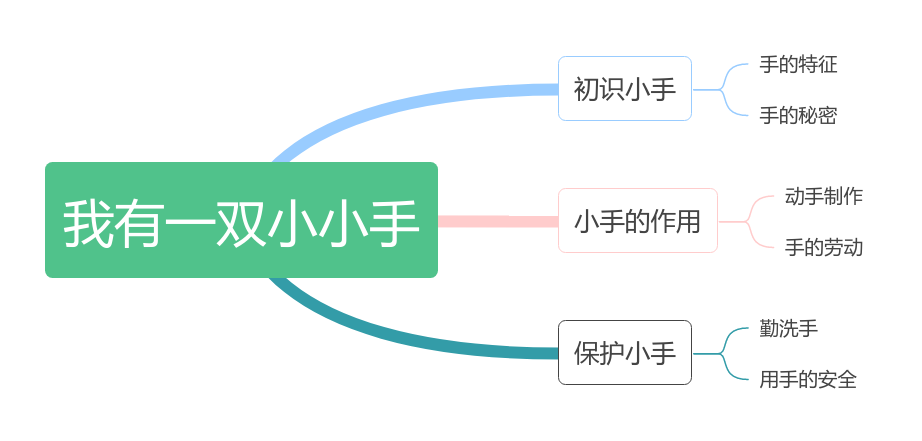 我有一双小小手
初识小手
手的特征
手的秘密
小手的作用
动手制作
手的劳动
保护小手
勤洗手
用手的安全